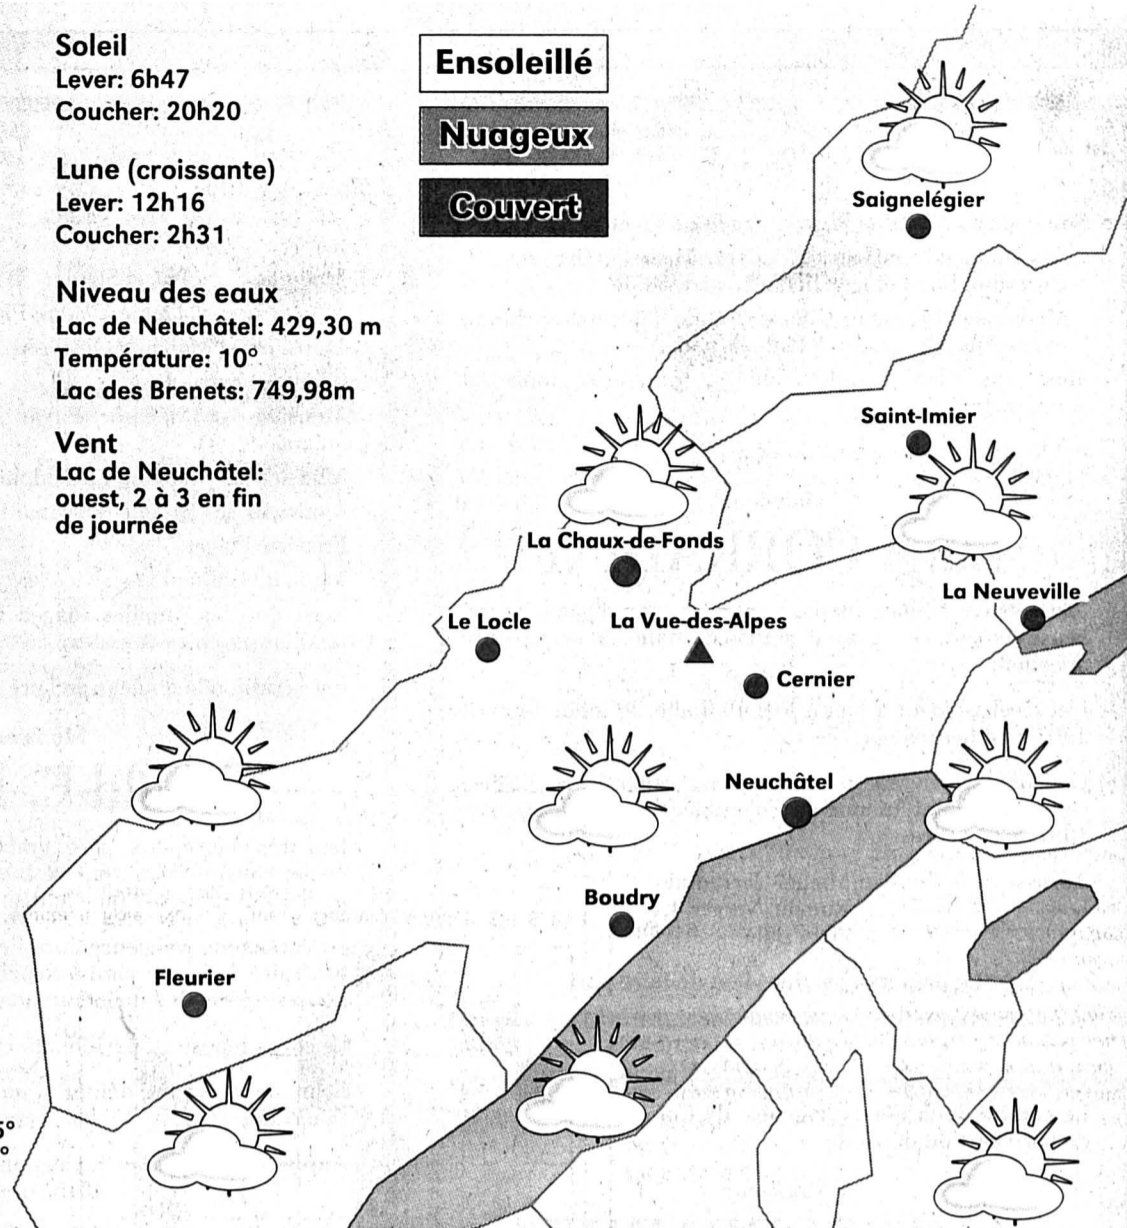 Soleil
Lever: 6h47
Coucher: 20h20
Lune (croissante)
Lever: 12h16
Coucher: 2h31
Niveau des eaux
Lac de Neuchâtel: 429,30 m
Température: 10°
Lac des Brenets: 749,98m
Vent
Lac de Neuchâtel:
ouest, 2 à 3 en fin
de journée
Ensoleillé
Nuageux
Couvert
Saignelégier
Saint-Imier
La Chaux-de-Fonds
La Neuveville
Le Locle
La Vue-des-Alpes
Cernier
Neuchâtel
Boudry
Fleurier